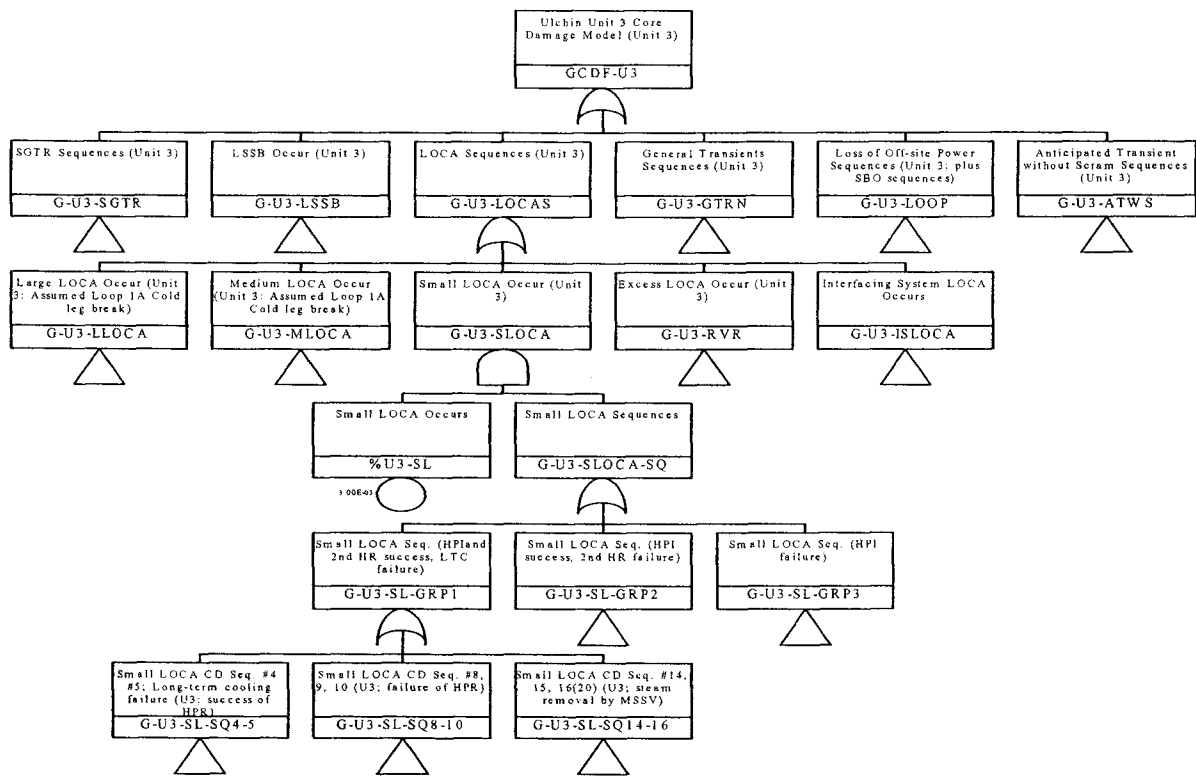 Ulchin Unit 3 Core
Damage Model (Unit 3)
GCDF-U3
SGTR Sequences (Unit 3)
G-U3-SGTR
LSSB Occur (Unit 3)
G-U3-LSSB
LOCA Sequences (Unit 3)
G-U3-LOCAS
General Transients
Sequences (Unit 3)
G-U3-GTRN
Loss of Off-site Power
Sequences (Unit 3; plus
SBO sequences)
G-U3-LOOP
Anticipated Transient
without Scram Sequences
(Unit 3)
G-U3-ATWS
Large LOCA Occur (Unit
3: Assumed Loop 1A Cold
leg break)
G-U3-LLOCA
Medium LOCA Occur
(Unit 3: Assumed Loop 1A
Cold leg break)
G-U3-MLOCA
Small LOCA Occur (Unit
3)
G-U3-SLOCA
Excess LOCA Occur (Unit
3)
G-U3-RVR
Interfacing System LOCA
Occurs
G-U3-ISLOCA
Small LOCA Occurs
%U3-SL
3.00E-03
Small LOCA Sequences
G-U3-SLOCA-SQ
Small LOCA Seq. (HPIand
2nd HR success, LTC
failure)
G-U3-SL-GRP1
Small LOCA Seq. (HPI
success, 2nd HR failure)
G-U3-SL-GRP2
Small LOCA Seq. (HPI
failure)
G-U3-SL-GRP3
Small LOCA CD Seq. #4
#5; Long-term cooling
failure (U3; success of
HPR)
G-U3-SL-SQ4-5
Small LOCA CD Seq. #8,
9, 10 (U3; failure of HPR)
G-U3-SL-SQ8-10
Small LOCA CD Seq. #14,
15, 16(20) (U3; steam
removal by MSSV)
G-U3-SL-SQ14-16